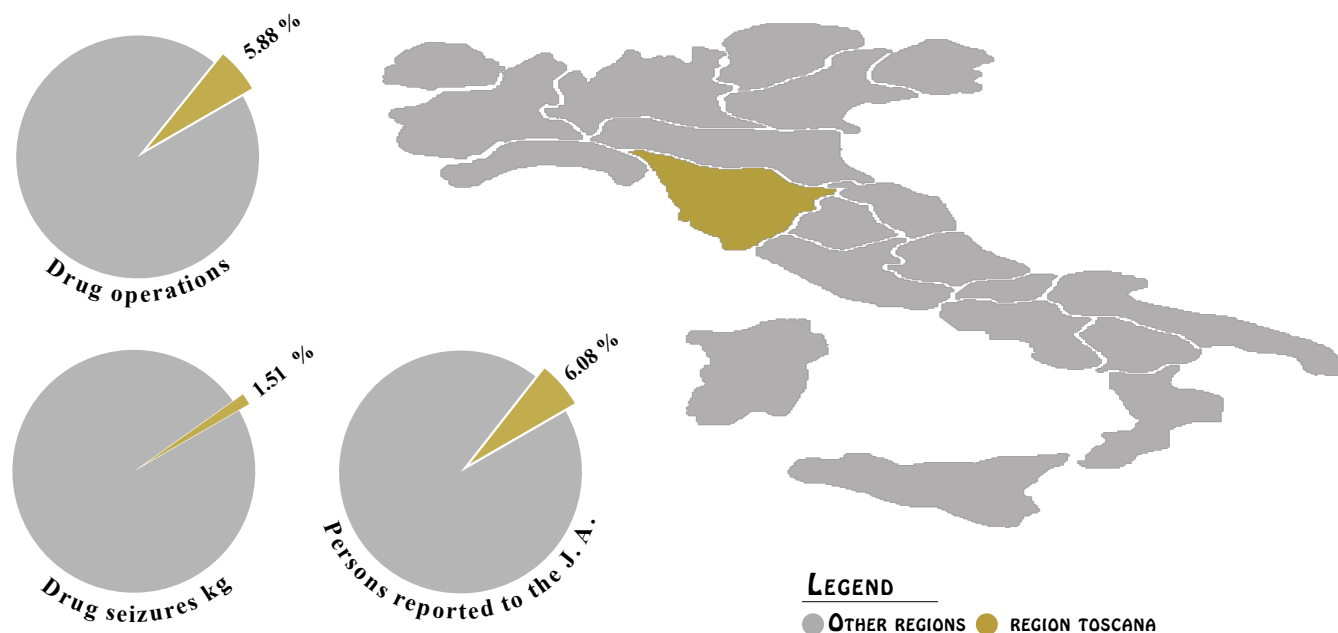 5.88 %
Drug operations
1.51 %
Drug seizures kg
6.08 %
Persons reported to the J. A.
LEGEND
OTHER REGIONS
REGION TOSCANA